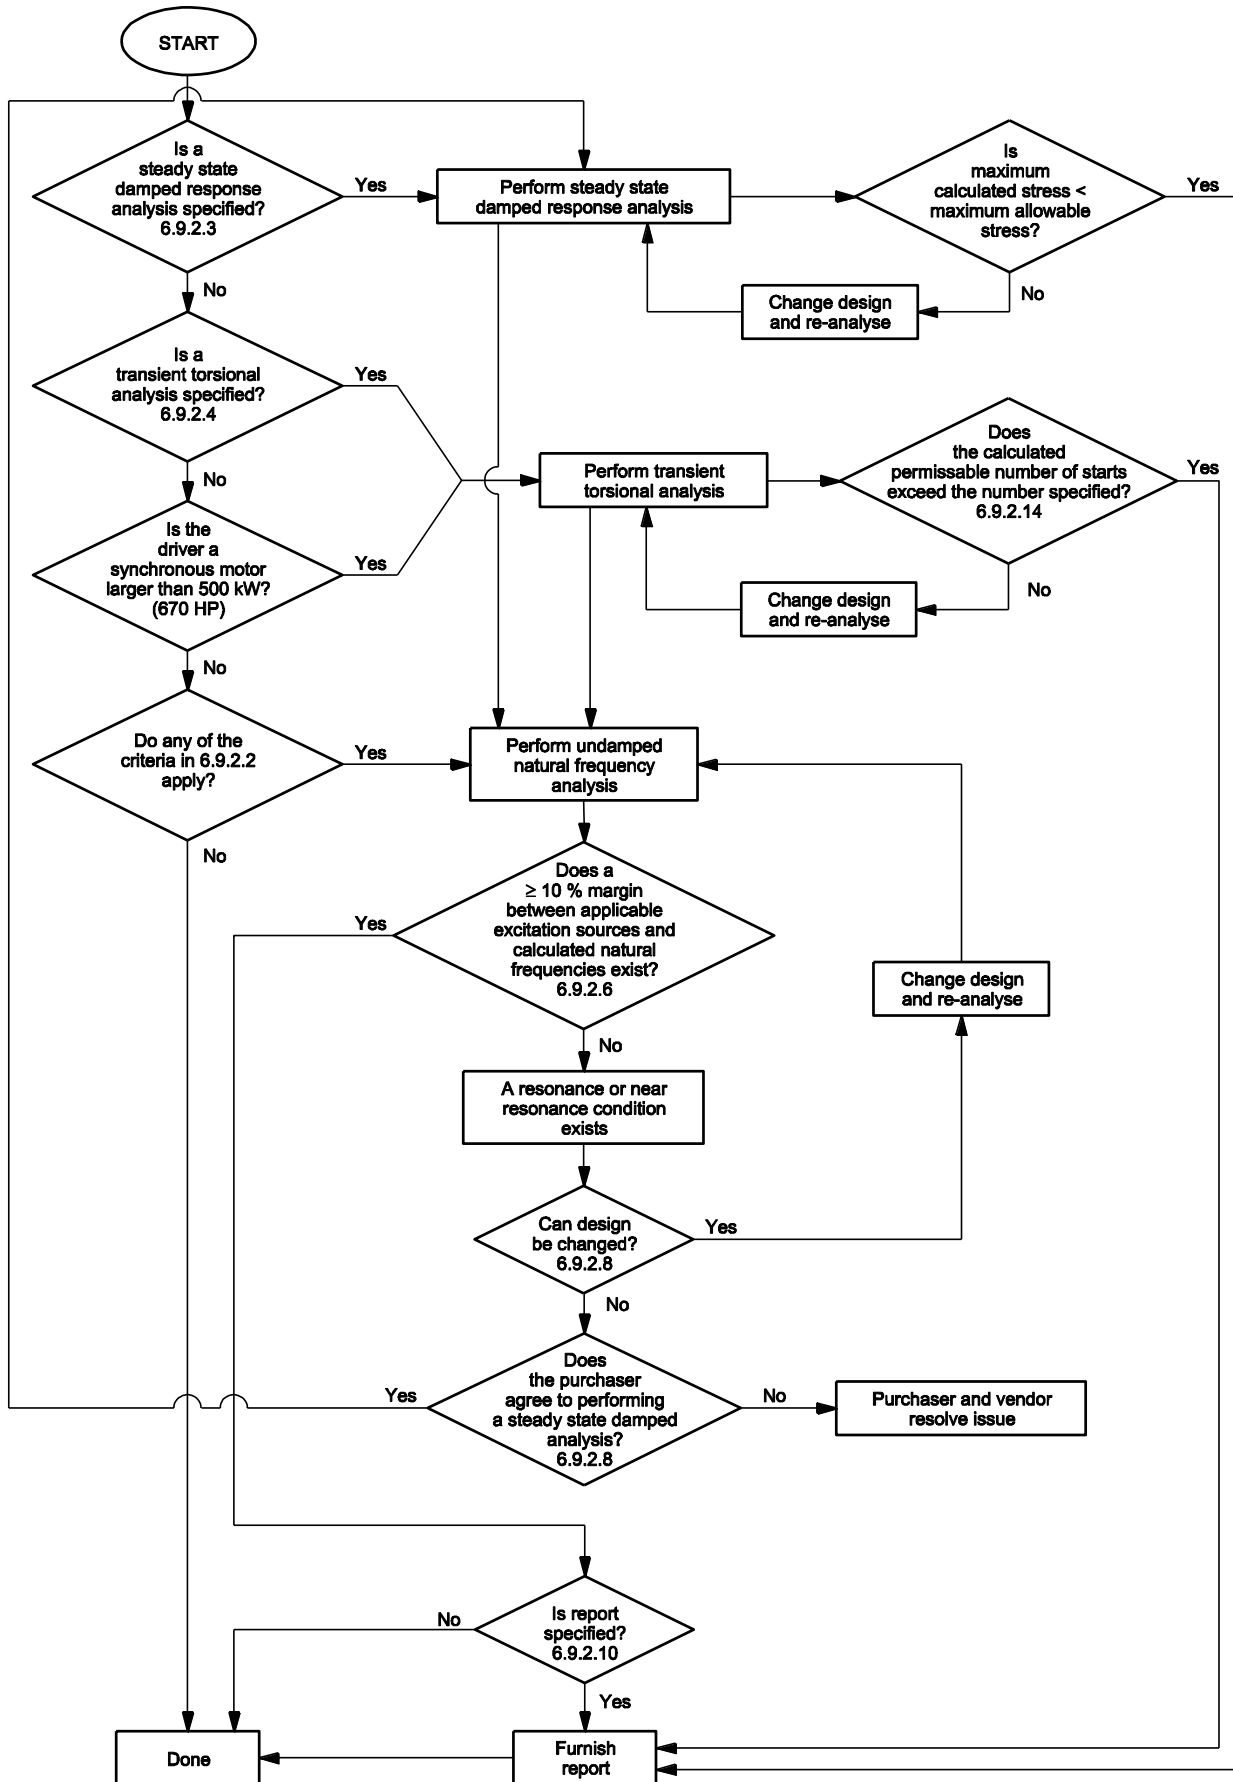 START
Is a
steady state
damped response
analysis specified?
6.9.2.3
Yes
Perform steady state
damped response analysis
Is
maximum
calculated stress <
maximum allowable
stress?
Yes
No
Change design
and re-analyse
No
Is a
transient torsional
analysis specified?
6.9.2.4
Yes
Perform transient
torsional analysis
Does
the calculated
permissable number of starts
exceed the number specified?
6.9.2.14
Yes
No
Change design
and re-analyse
No
Is the
driver a
synchronous motor
larger than 500 kW?
(670 HP)
Yes
No
Do any of the
criteria in 6.9.2.2
apply?
Yes
Perform undamped
natural frequency
analysis
No
Does a
≥ 10 % margin
between applicable
excitation sources and
calculated natural
frequencies exist?
6.9.2.6
Yes
Change design
and re-analyse
No
A resonance or near
resonance condition
exists
Can design
be changed?
6.9.2.8
Yes
No
Does
the purchaser
agree to performing
a steady state damped
analysis?
6.9.2.8
Yes
No
Purchaser and vendor
resolve issue
Is report
specified?
6.9.2.10
No
Yes
Done
Furnish
report